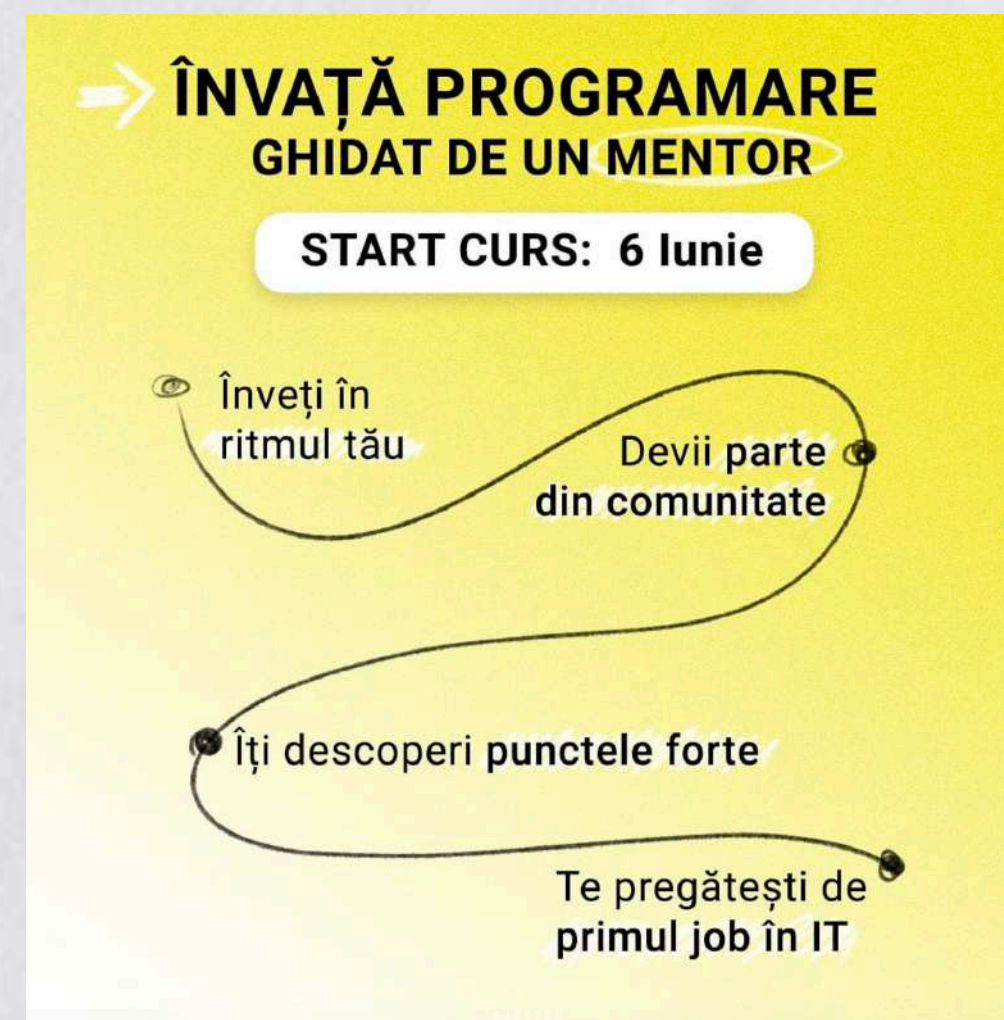 ÎNVAȚĂ PROGRAMARE
GHIDAT DE UN MENTOR
START CURS: 6 Iunie
Înveți în
ritmul tău
Devii parte
din comunitate
Îți descoperi punctele forte
Te pregătești de
primul job în IT